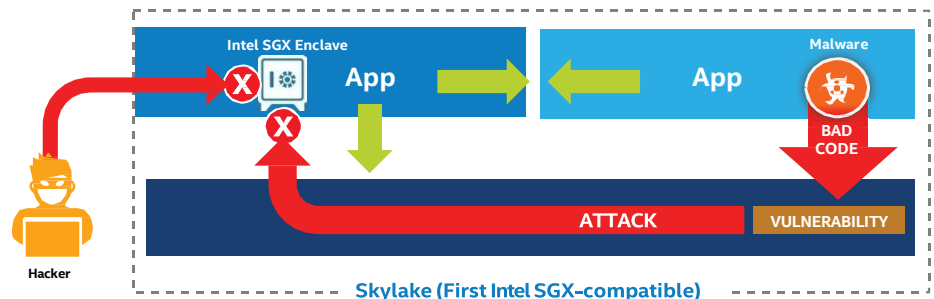 Intel SGX Enclave
Malware
X
App
App
X
BAD
CODE
ATTACK
VULNERABILITY
Hacker
Skylake (First Intel SGX-compatible)